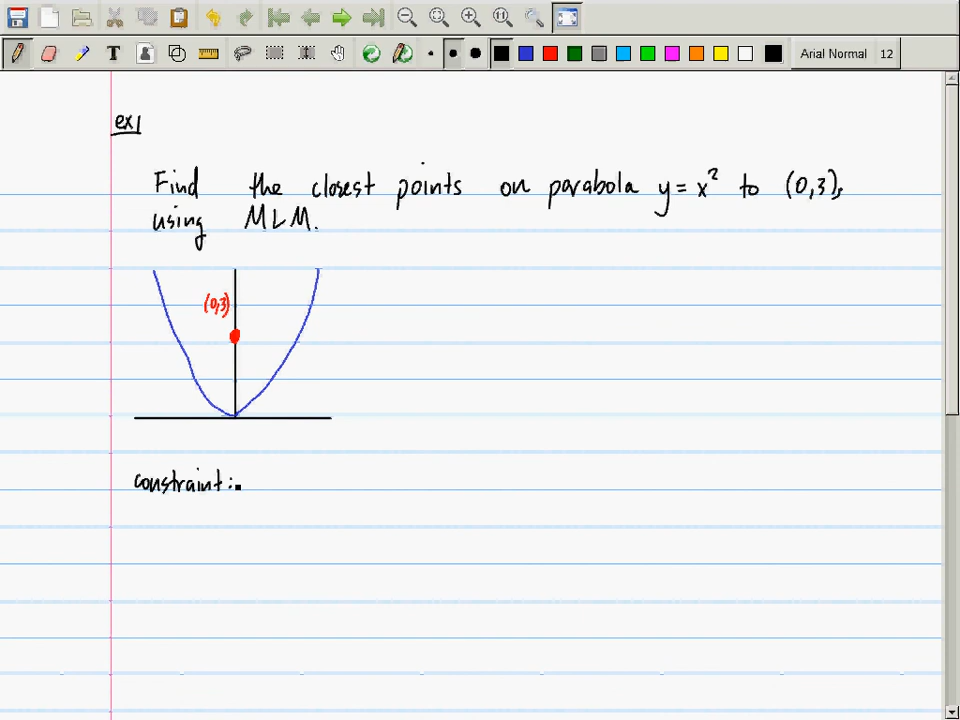 Arial Normal 12
ex1
Find the closest points on parabola y = x² to (0,3),
using MLM.
(0,3)
constraint: